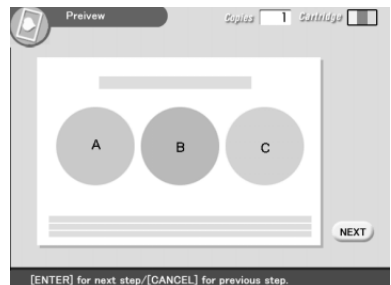 Preivew Copies 1 Cartridge
A B C
NEXT
[ENTER] for next step/[CANCEL] for previous step.